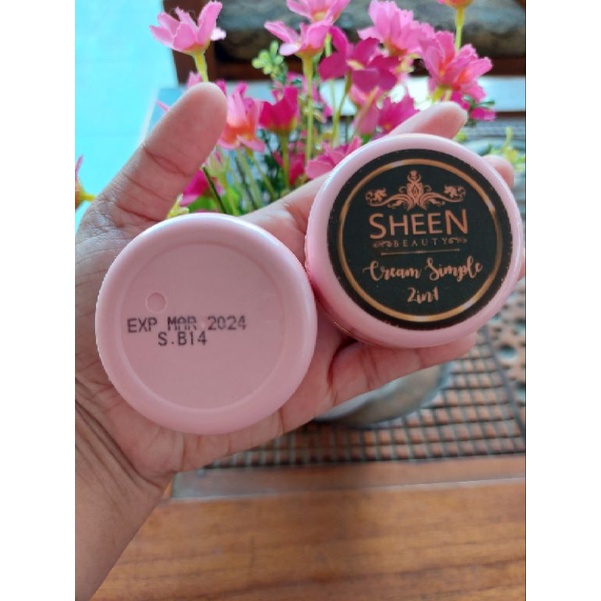 EXP MAR 2024
S.B14
SHEEN
BEAUTY
Cream Simple
2in1